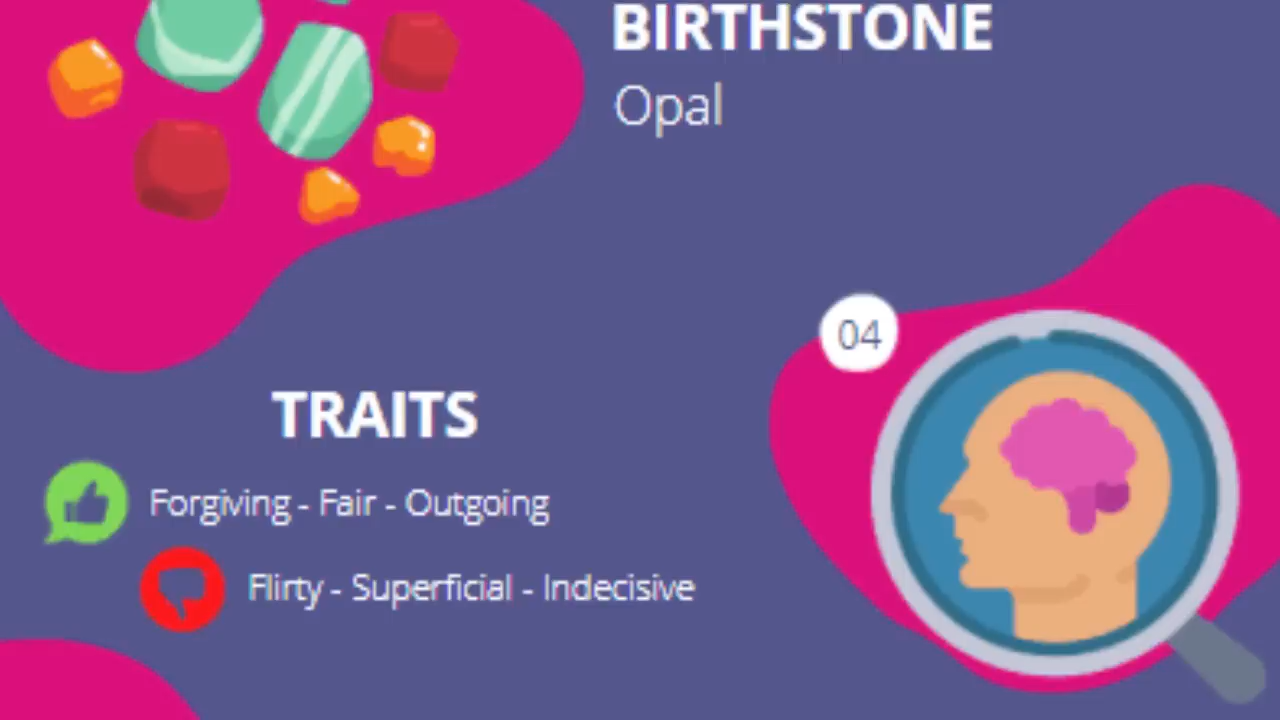 BIRTHSTONE
Opal
04
TRAITS
Forgiving - Fair - Outgoing
Flirty - Superficial - Indecisive